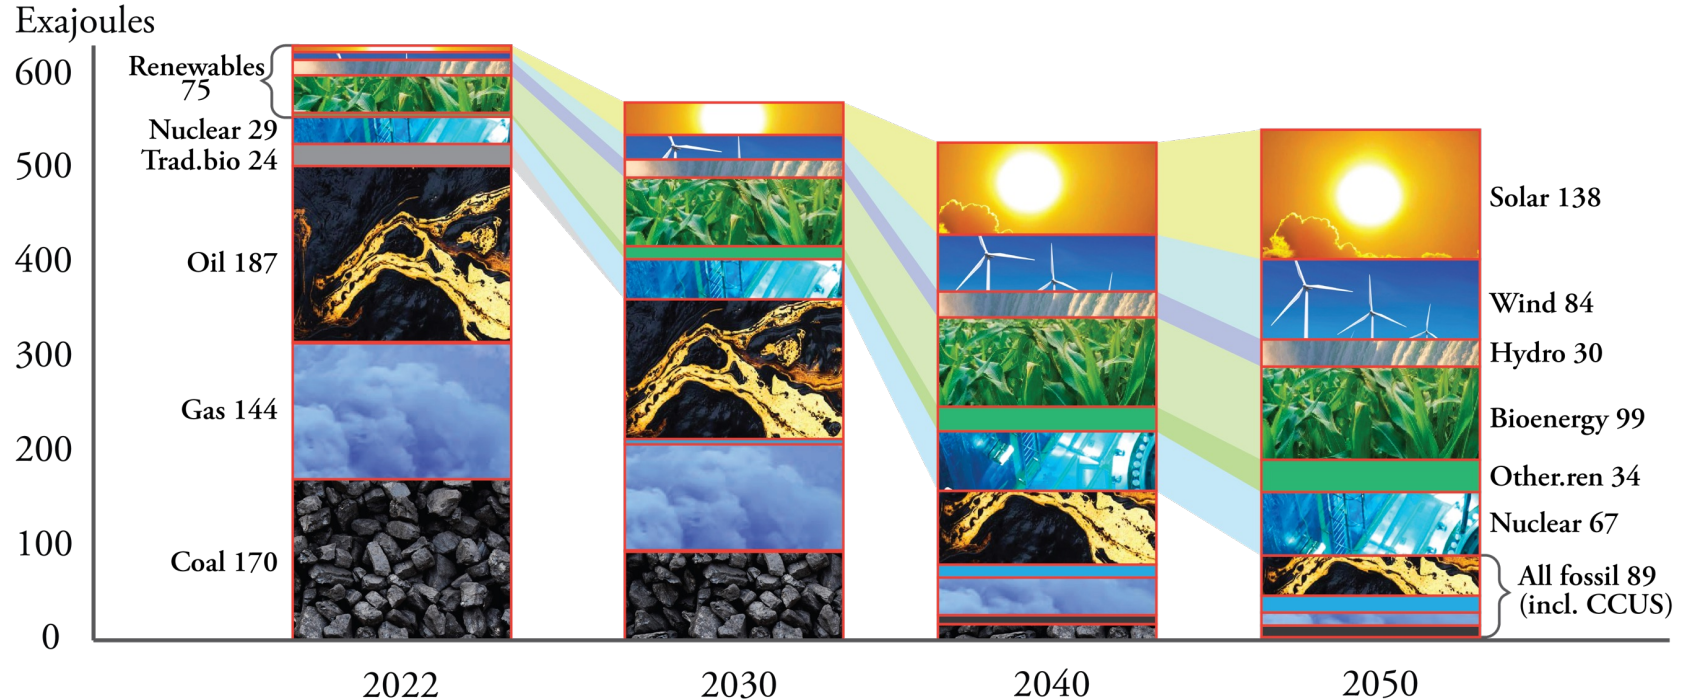 Exajoules
600
500
400
300
200
100
0
Renewables
75
Nuclear 29
Trad.bio 24
Oil 187
Gas 144
Coal 170
Solar 138
Wind 84
Hydro 30
Bioenergy 99
Other.ren 34
Nuclear 67
All fossil 89
(incl. CCUS)
2022
2030
2040
2050